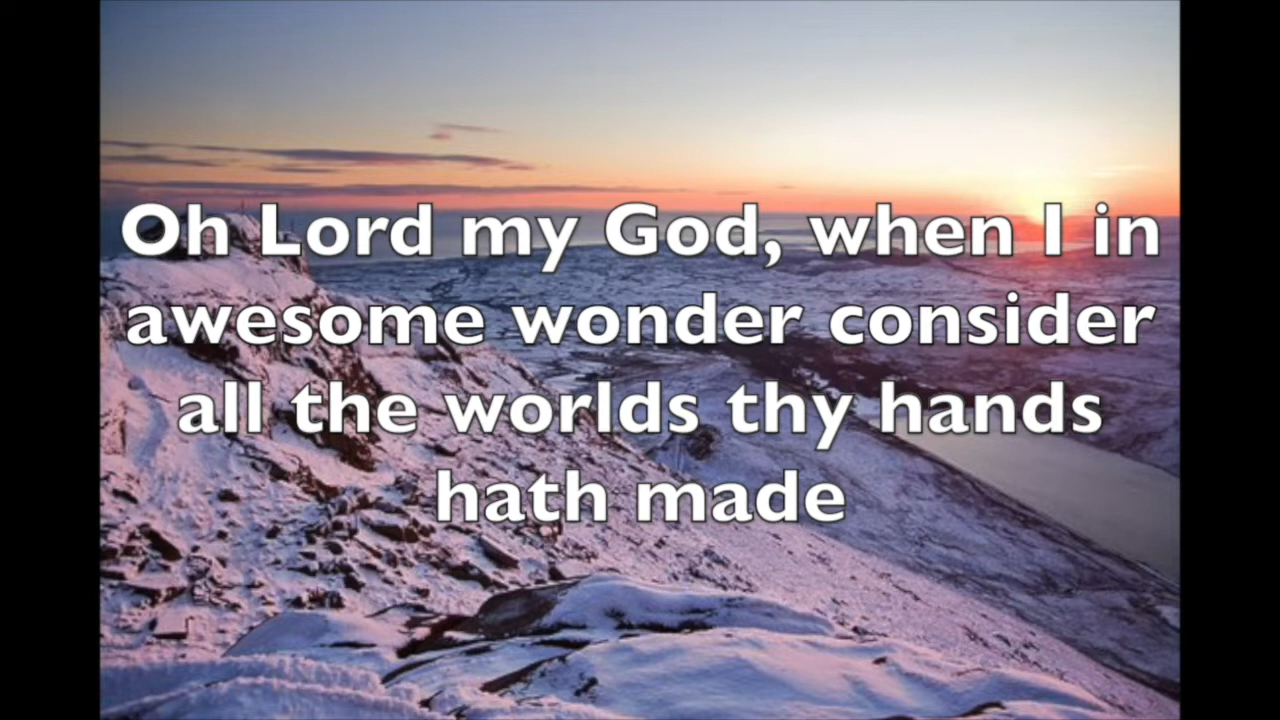 Oh Lord my God, when I in
awesome wonder consider
all the worlds thy hands
hath made